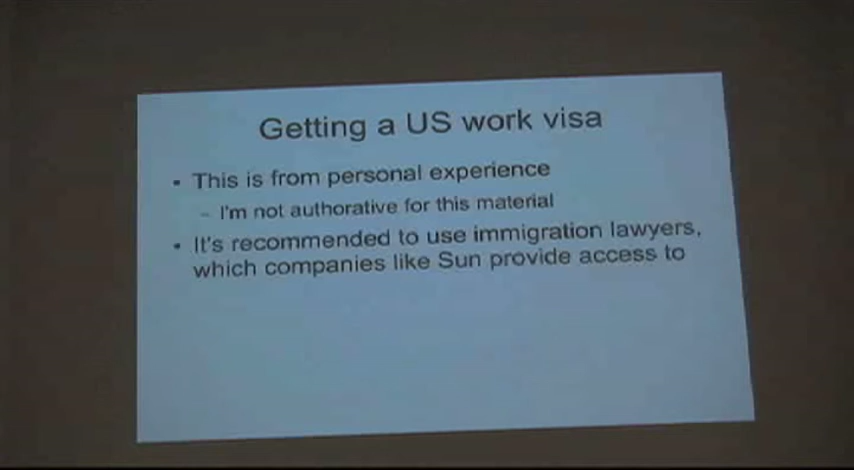 Getting a US work visa
▪ This is from personal experience
– I'm not authorative for this material
▪ It's recommended to use immigration lawyers,
which companies like Sun provide access to